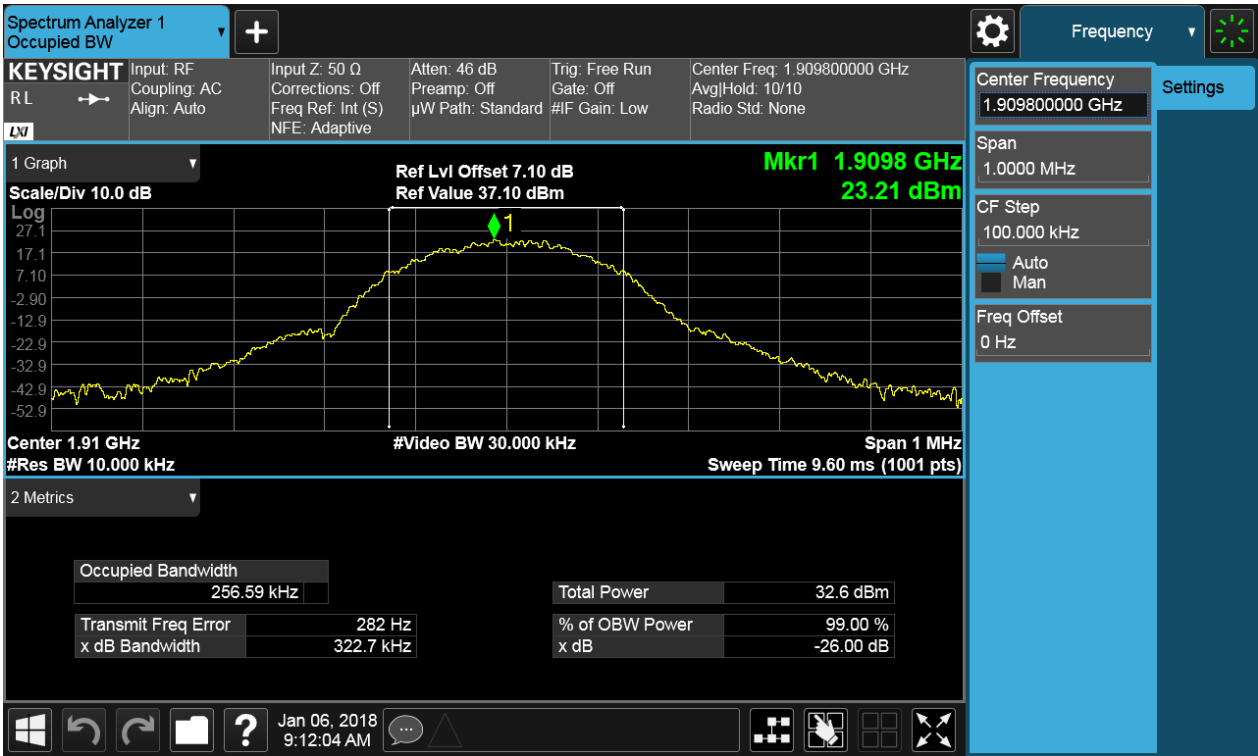 Spectrum Analyzer 1
Occupied BW
+
Frequency
KEYSIGHT
R L
LXI
Input: RF
Coupling: AC
Align: Auto
Input Z: 50 Ω
Corrections: Off
Freq Ref: Int (S)
NFE: Adaptive
Atten: 46 dB
Preamp: Off
µW Path: Standard
Trig: Free Run
Gate: Off
#IF Gain: Low
Center Freq: 1.909800000 GHz
Avg|Hold: 10/10
Radio Std: None
1 Graph
Scale/Div 10.0 dB
Ref Lvl Offset 7.10 dB
Ref Value 37.10 dBm
Mkr1 1.9098 GHz
23.21 dBm
Log
27.1
17.1
7.10
-2.90
-12.9
-22.9
-32.9
-42.9
-52.9
1
Center 1.91 GHz
#Video BW 30.000 kHz
Span 1 MHz
#Res BW 10.000 kHz
Sweep Time 9.60 ms (1001 pts)
2 Metrics
Occupied Bandwidth
256.59 kHz
Total Power 32.6 dBm
Transmit Freq Error 282 Hz
% of OBW Power 99.00 %
x dB Bandwidth 322.7 kHz
x dB -26.00 dB
Center Frequency
1.909800000 GHz
Settings
Span
1.0000 MHz
CF Step
100.000 kHz
Auto
Man
Freq Offset
0 Hz
?
Jan 06, 2018
9:12:04 AM